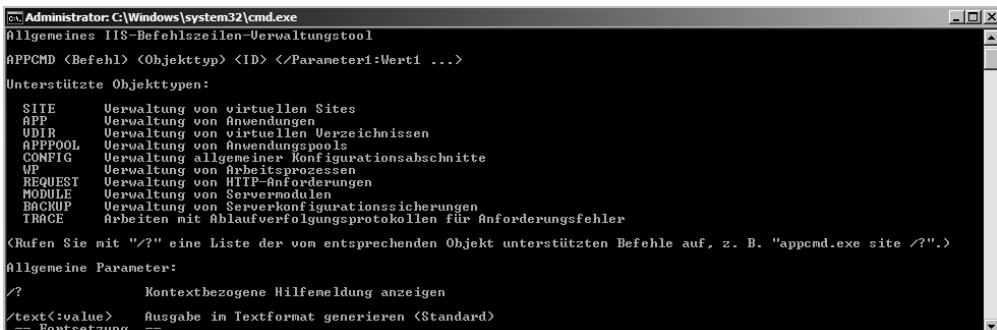 Administrator: C:\Windows\system32\cmd.exe
Allgemeines IIS-Befehlszeilen-Verwaltungstool
APPCMD (Befehl) (Objekttyp) <ID> </Parameter1:Wert1 ...>
Unterstützte Objekttypen:
SITE Verwaltung von virtuellen Sites
APP Verwaltung von Anwendungen
VDIR Verwaltung von virtuellen Verzeichnissen
APPPOOL Verwaltung von Anwendungspools
CONFIG Verwaltung allgemeiner Konfigurationsabschnitte
WP Verwaltung von Arbeitsprozessen
REQUEST Verwaltung von HTTP-Anforderungen
MODULE Verwaltung von Servermodulen
BACKUP Verwaltung von Serverkonfigurationssicherungen
TRACE Arbeiten mit Ablaufverfolgungsprotokollen für Anforderungsfehler
(Rufen Sie mit "/?" eine Liste der vom entsprechenden Objekt unterstützten Befehle auf, z. B. "appcmd.exe site /?".)
Allgemeine Parameter:
/? Kontextbezogene Hilfemeldung anzeigen
/text<:value> Ausgabe im Textformat generieren (Standard)
-- Fortsetzung --